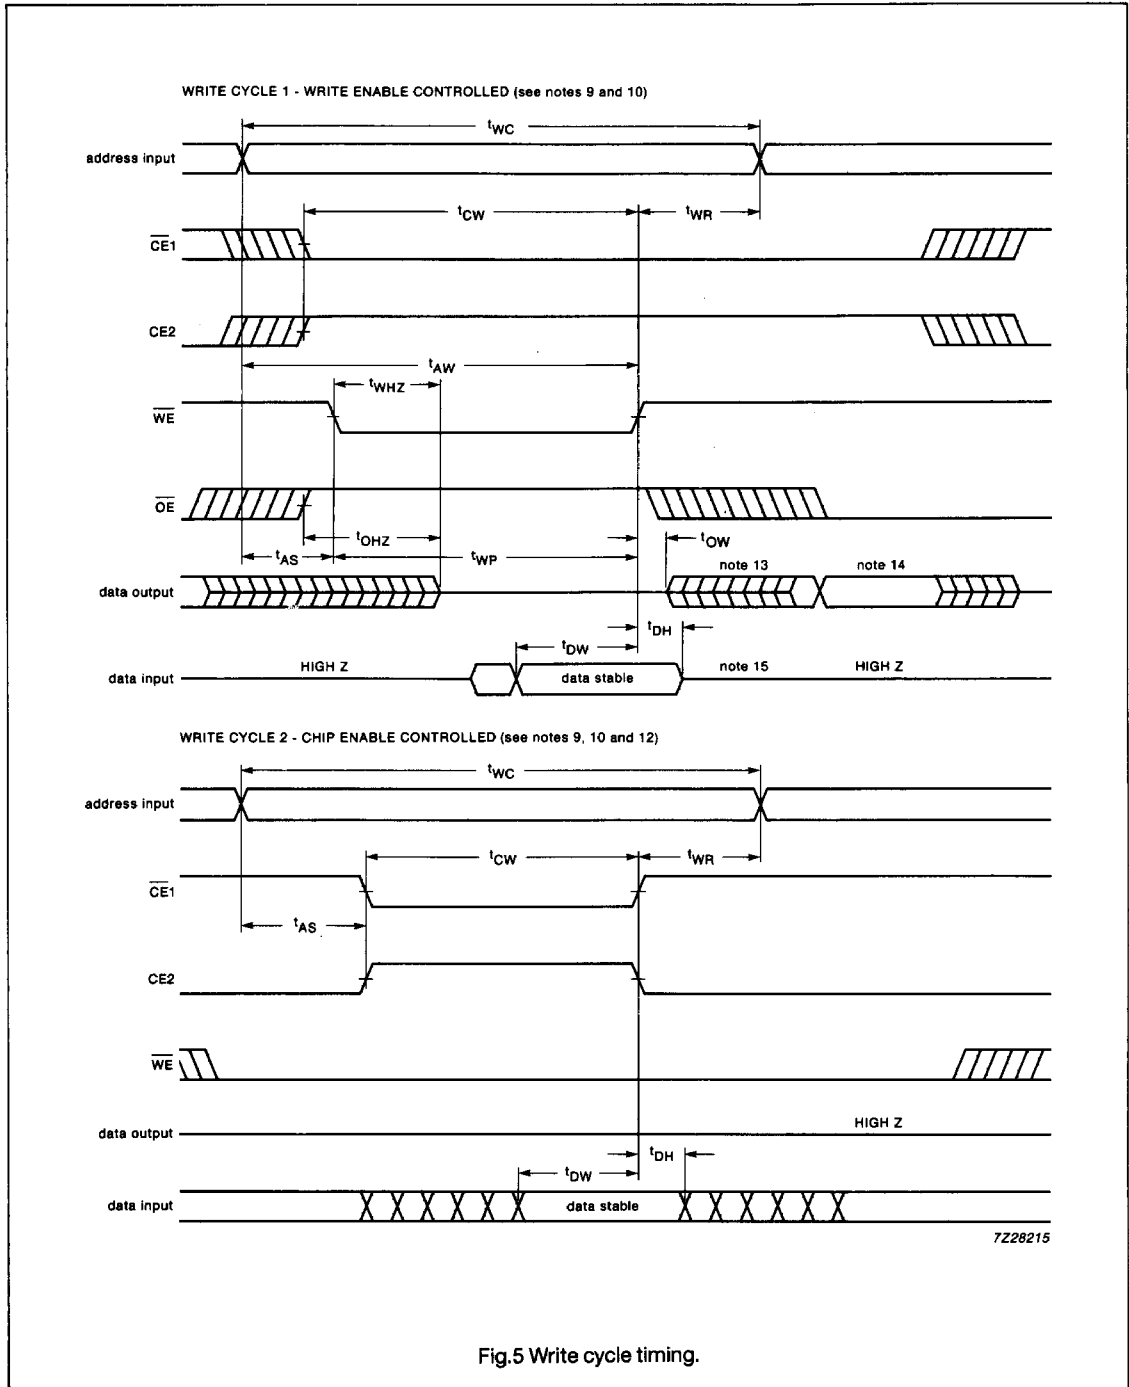 WRITE CYCLE 1 - WRITE ENABLE CONTROLLED (see notes 9 and 10)
tWC
address input
tCW
tWR
CE1
CE2
tAW
tWHZ
WE
OE
tOHZ
tOW
tAS
tWP
note 13
note 14
data output
tDH
tDW
HIGH Z
note 15
HIGH Z
data input
data stable
WRITE CYCLE 2 - CHIP ENABLE CONTROLLED (see notes 9, 10 and 12)
tWC
address input
tCW
tWR
CE1
tAS
CE2
WE
HIGH Z
data output
tDH
tDW
data input
data stable
7Z28215
Fig.5 Write cycle timing.